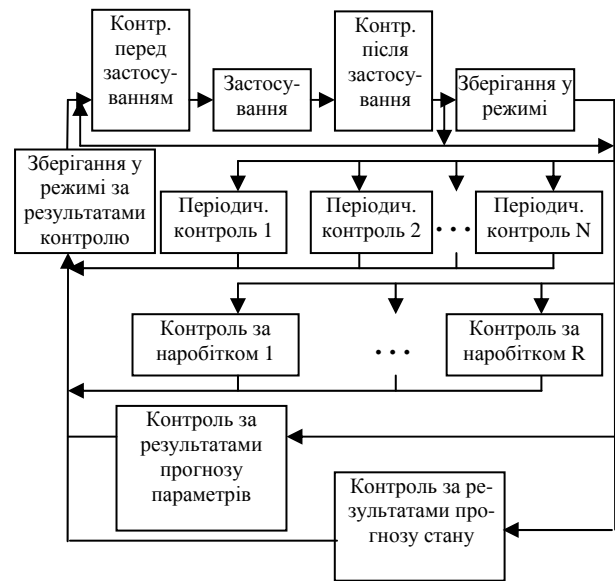 Контр.
перед
застосу-
ванням
Застосу-
вання
Контр.
після
застосу-
вання
Зберігання у
режимі
Зберігання у
режимі за
результатами
контролю
Періодич.
контроль 1
Періодич.
контроль 2
...
Періодич.
контроль N
Контроль за
наробітком 1
...
Контроль за
наробітком R
Контроль за
результатами
прогнозу
параметрів
Контроль за ре-
зультатами про-
гнозу стану